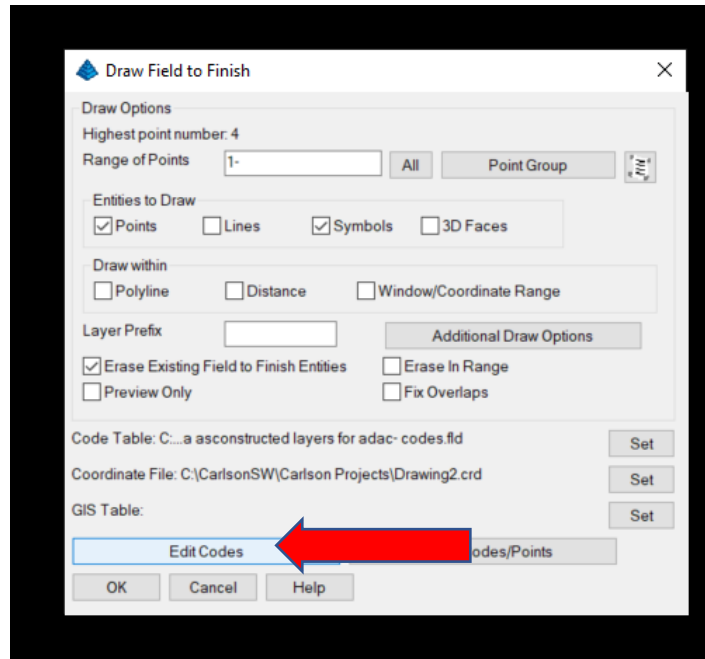 Draw Field to Finish
Draw Options
Highest point number: 4
Range of Points 1- All Point Group
Entities to Draw
Points Lines Symbols 3D Faces
Draw within
Polyline Distance Window/Coordinate Range
Layer Prefix Additional Draw Options
Erase Existing Field to Finish Entities Erase In Range
Preview Only Fix Overlaps
Code Table: C:...a asconstructed layers for adac- codes.fld Set
Coordinate File: C:\CarlsonSW\Carlson Projects\Drawing2.crd Set
GIS Table: Set
Edit Codes odes/Points
OK Cancel Help